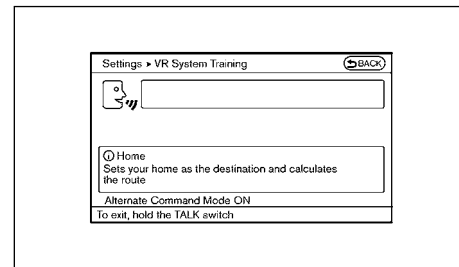 Settings ▸ VR System Training
BACK
Home
Sets your home as the destination and calculates
the route
Alternate Command Mode ON
To exit, hold the TALK switch